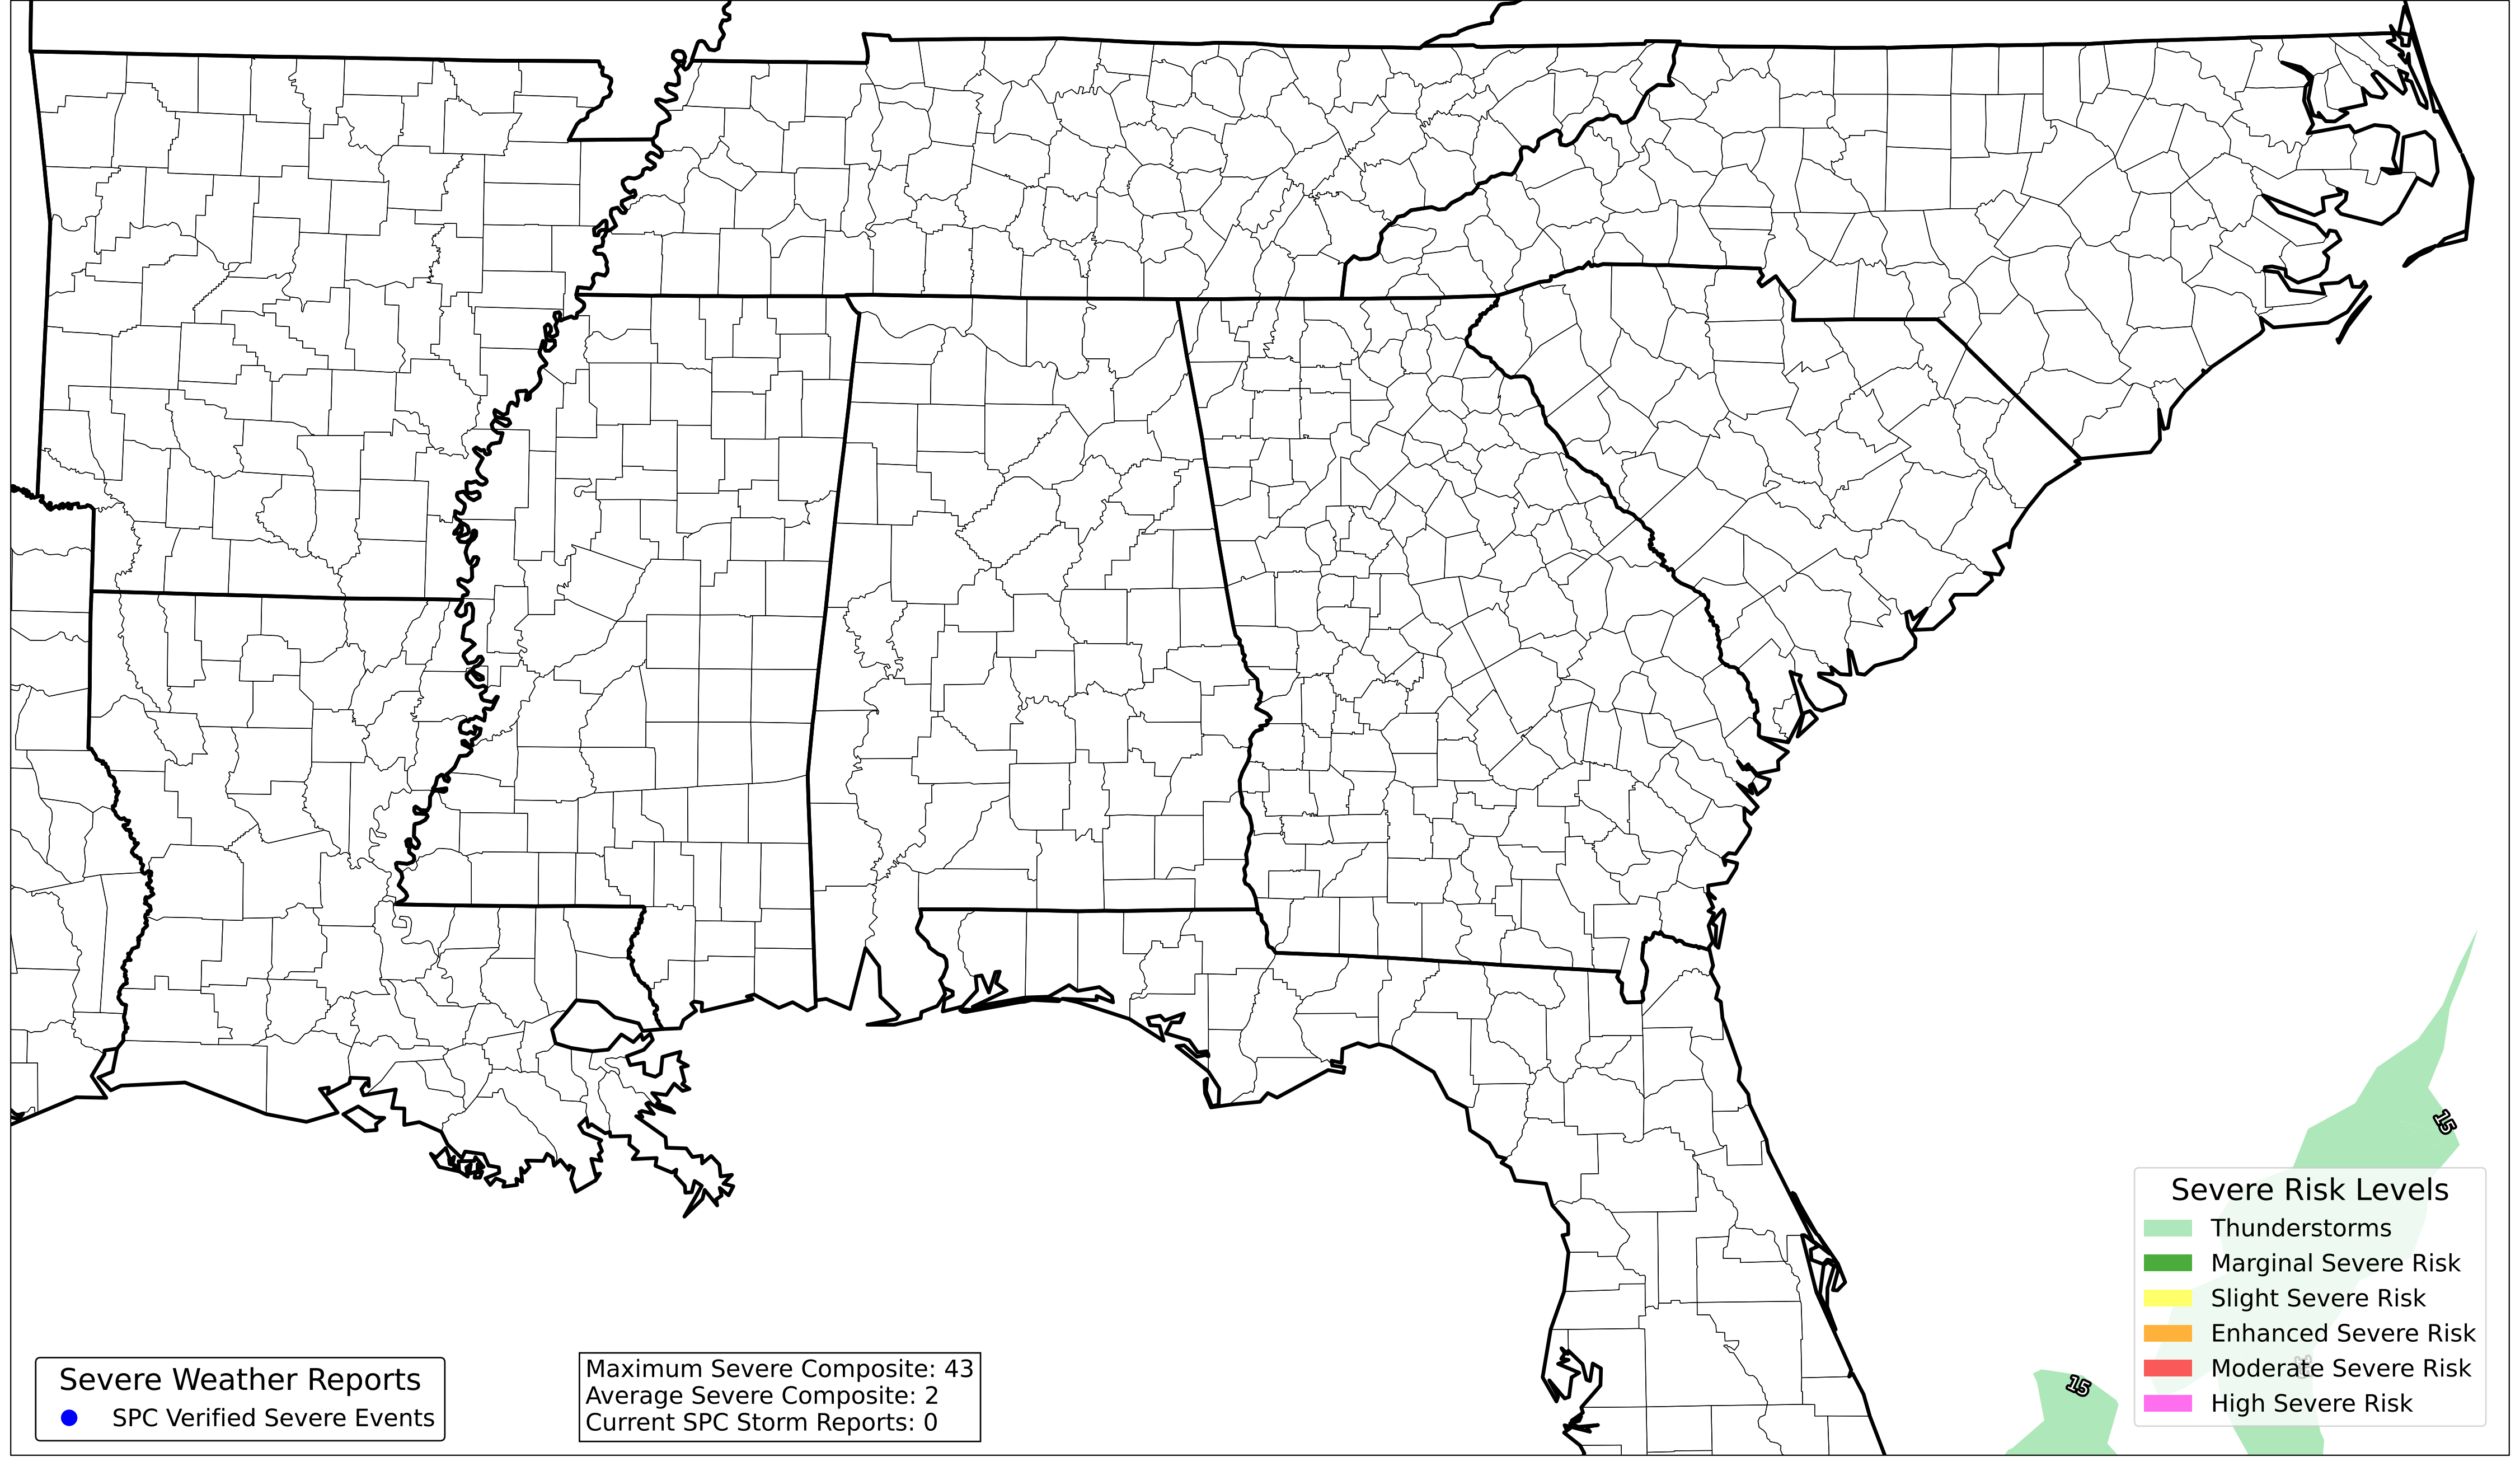 15
Severe Risk Levels
Thunderstorms
Marginal Severe Risk
Slight Severe Risk
Enhanced Severe Risk
Moderate Severe Risk
High Severe Risk
15
Severe Weather Reports
SPC Verified Severe Events
Maximum Severe Composite: 43
Average Severe Composite: 2
Current SPC Storm Reports: 0